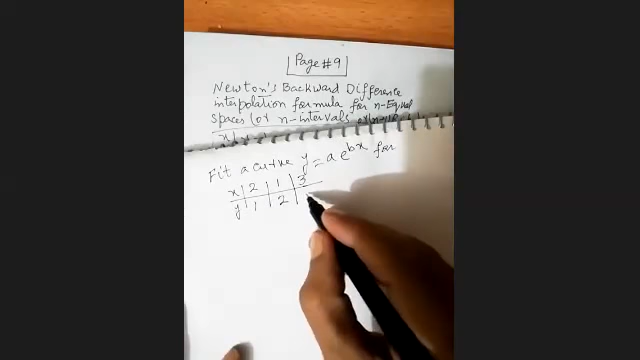 Page #9
Newton's Backward Difference
interpolation formula for n-Equal
spaces (or n-intervals
Fit a curve y = a e^{bx} for
x | 2 | 1 | 3
y | 1 | 2 |